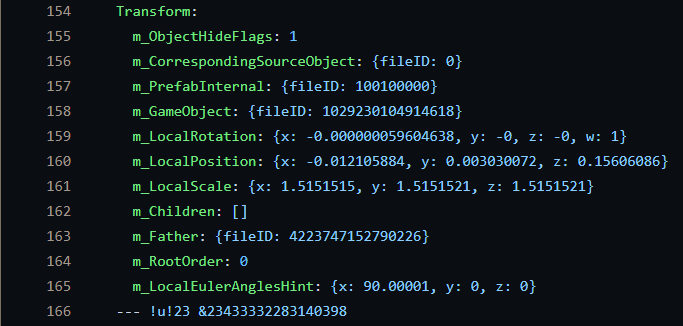 154 Transform:
155 m_ObjectHideFlags: 1
156 m_CorrespondingSourceObject: {fileID: 0}
157 m_PrefabInternal: {fileID: 100100000}
158 m_GameObject: {fileID: 1029230104914618}
159 m_LocalRotation: {x: -0.000000059604638, y: -0, z: -0, w: 1}
160 m_LocalPosition: {x: -0.012105884, y: 0.003030072, z: 0.15606086}
161 m_LocalScale: {x: 1.5151515, y: 1.5151521, z: 1.5151521}
162 m_Children: []
163 m_Father: {fileID: 4223747152790226}
164 m_RootOrder: 0
165 m_LocalEulerAnglesHint: {x: 90.00001, y: 0, z: 0}
166 --- !u!23 &23433332283140398